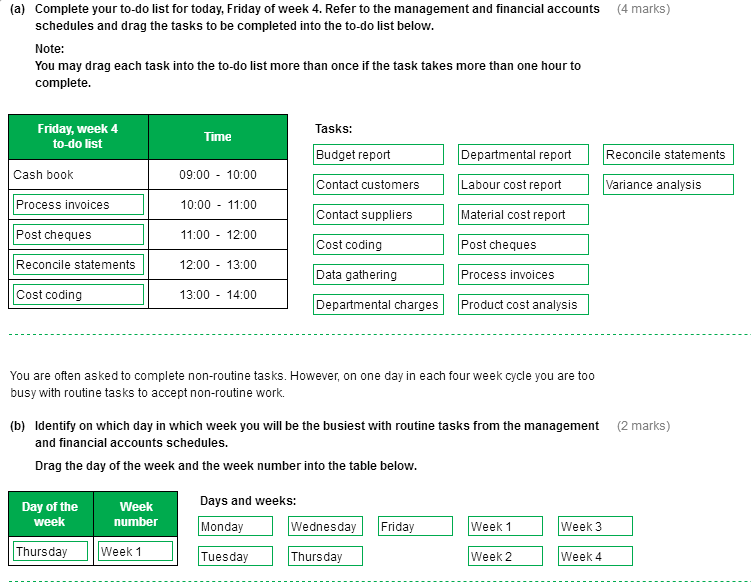 (a) Complete your to-do list for today, Friday of week 4. Refer to the management and financial accounts (4 marks)
schedules and drag the tasks to be completed into the to-do list below.
Note:
You may drag each task into the to-do list more than once if the task takes more than one hour to
complete.
Friday, week 4
to-do list
Time
Cash book 09:00 - 10:00
Process invoices 10:00 - 11:00
Post cheques 11:00 - 12:00
Reconcile statements 12:00 - 13:00
Cost coding 13:00 - 14:00
Tasks:
Budget report Departmental report Reconcile statements
Contact customers Labour cost report Variance analysis
Contact suppliers Material cost report
Cost coding Post cheques
Data gathering Process invoices
Departmental charges Product cost analysis
You are often asked to complete non-routine tasks. However, on one day in each four week cycle you are too
busy with routine tasks to accept non-routine work.
(b) Identify on which day in which week you will be the busiest with routine tasks from the management (2 marks)
and financial accounts schedules.
Drag the day of the week and the week number into the table below.
Day of the
week
Week
number
Thursday Week 1
Days and weeks:
Monday Wednesday Friday Week 1 Week 3
Tuesday Thursday Week 2 Week 4